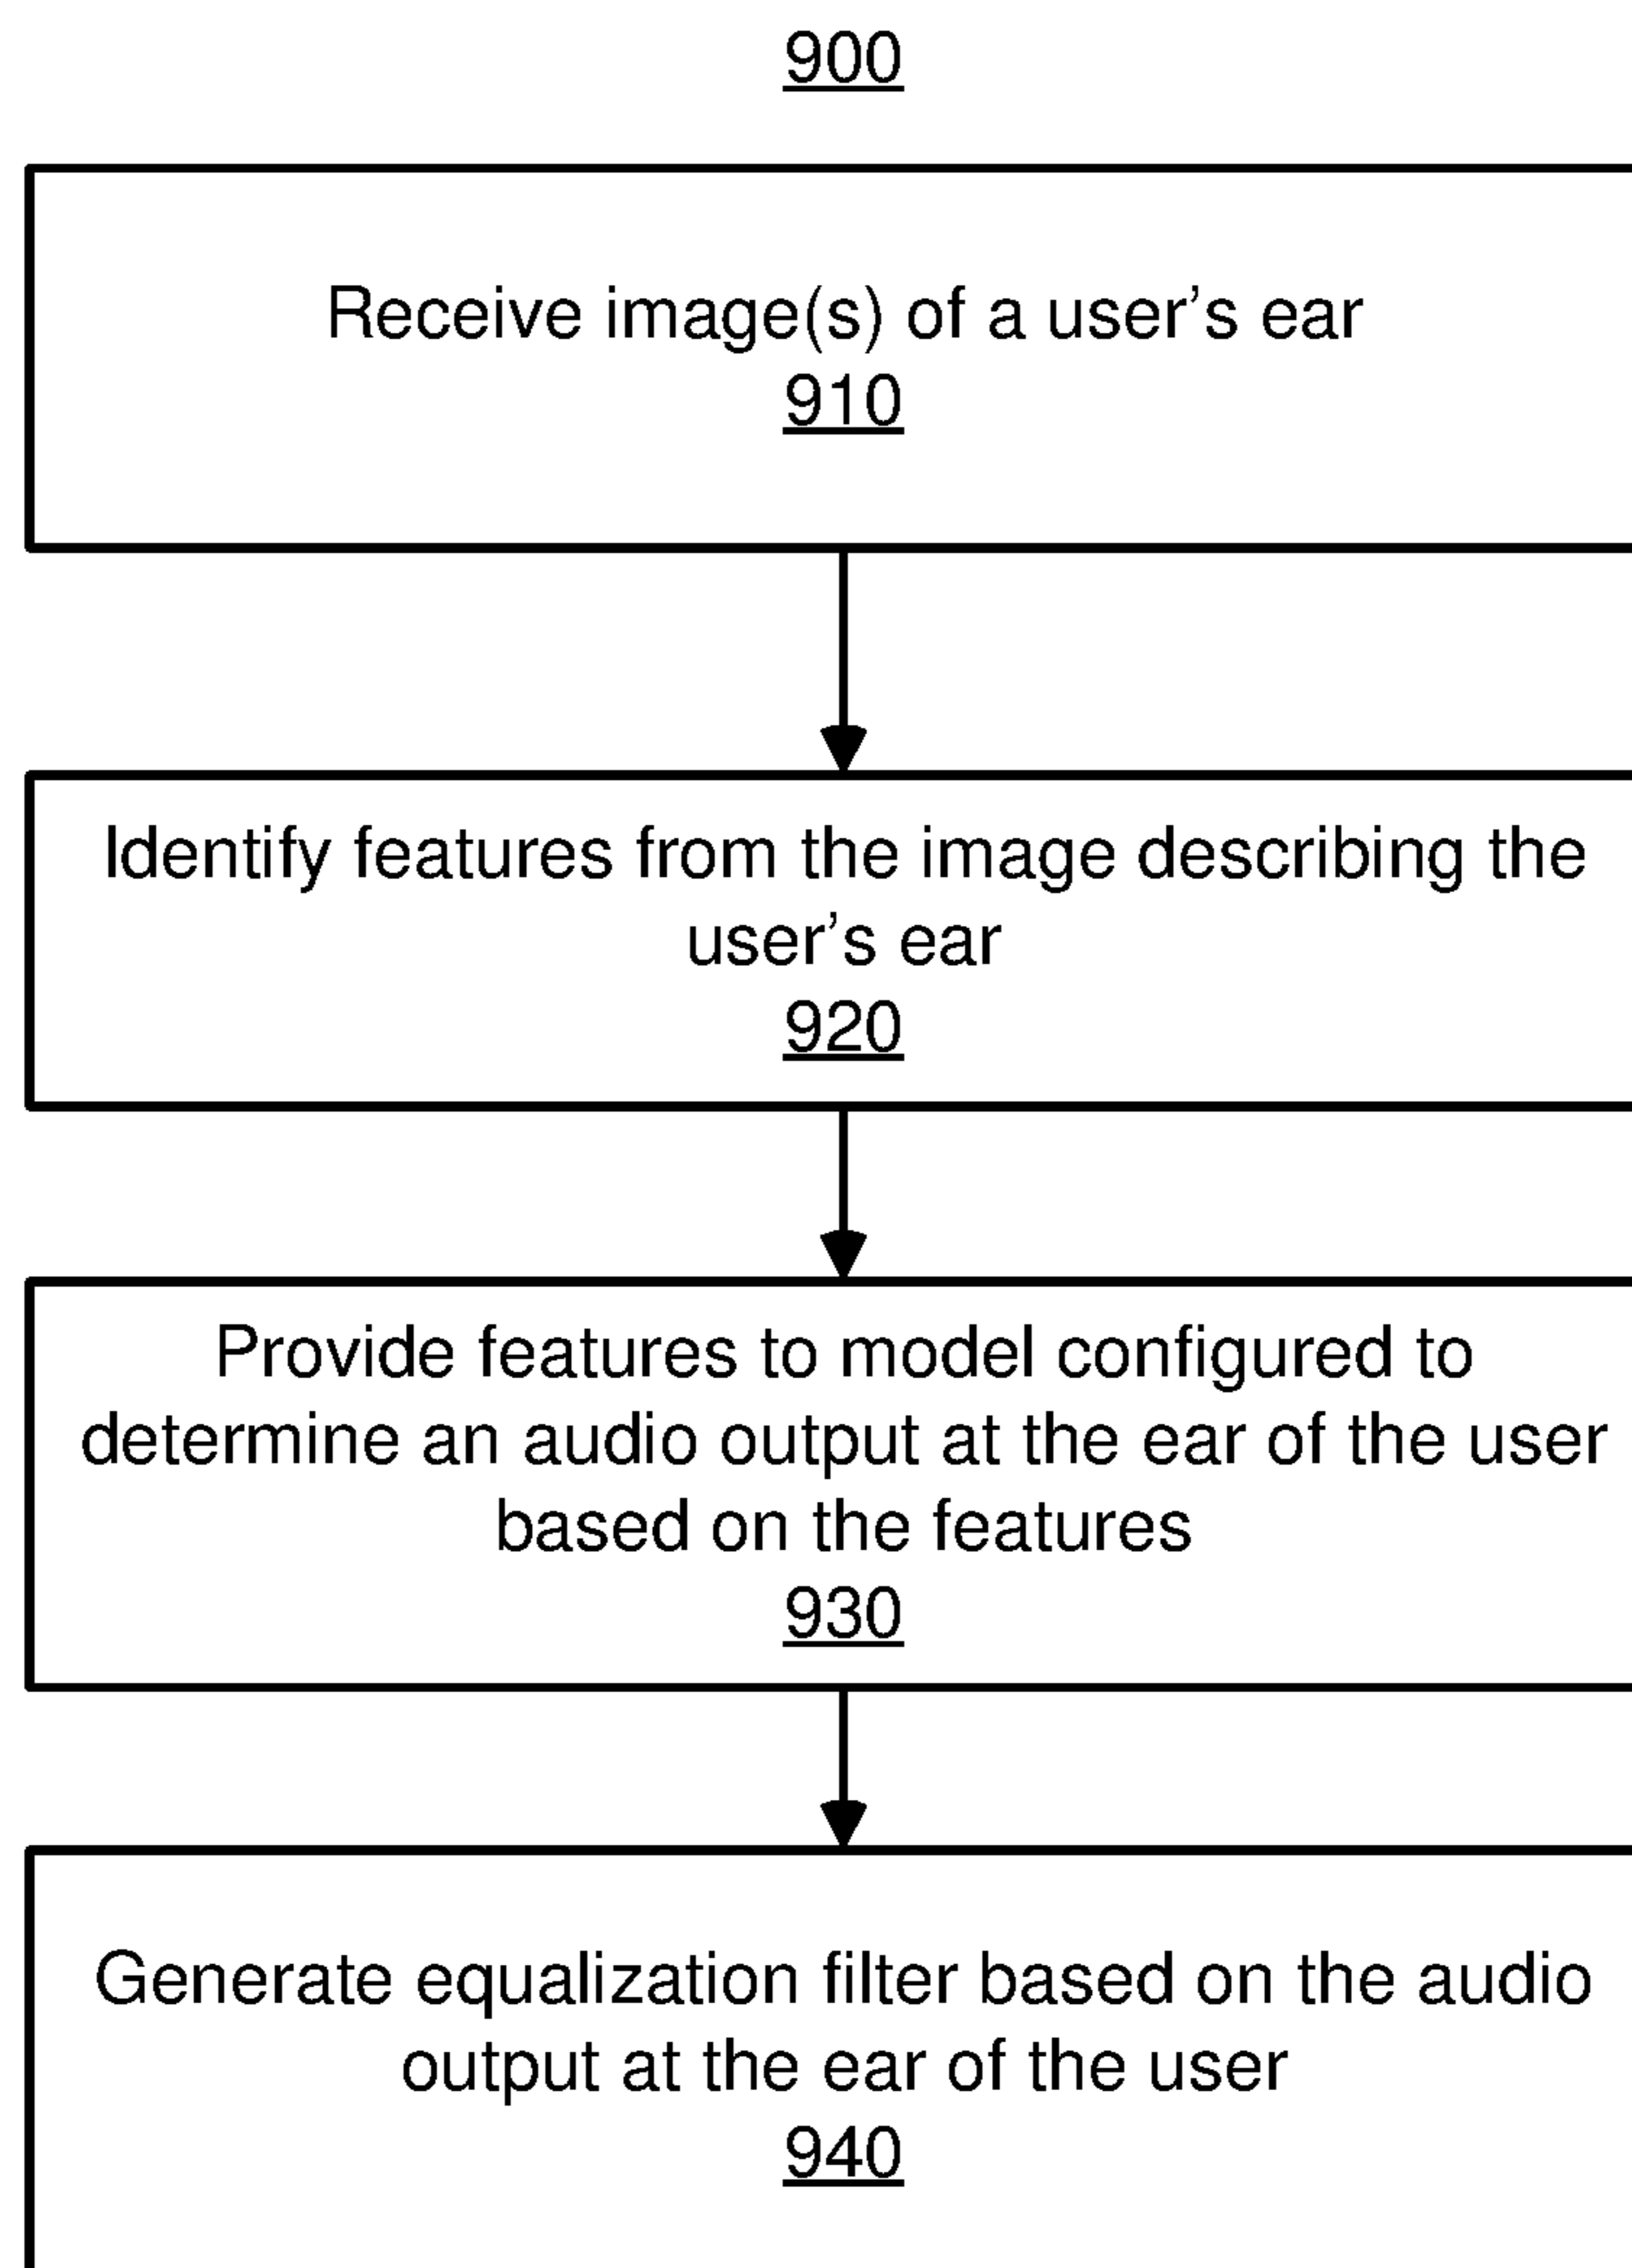 900
Receive image(s) of a user's ear
910
Identify features from the image describing the
user's ear
920
Provide features to model configured to
determine an audio output at the ear of the user
based on the features
930
Generate equalization filter based on the audio
output at the ear of the user
940